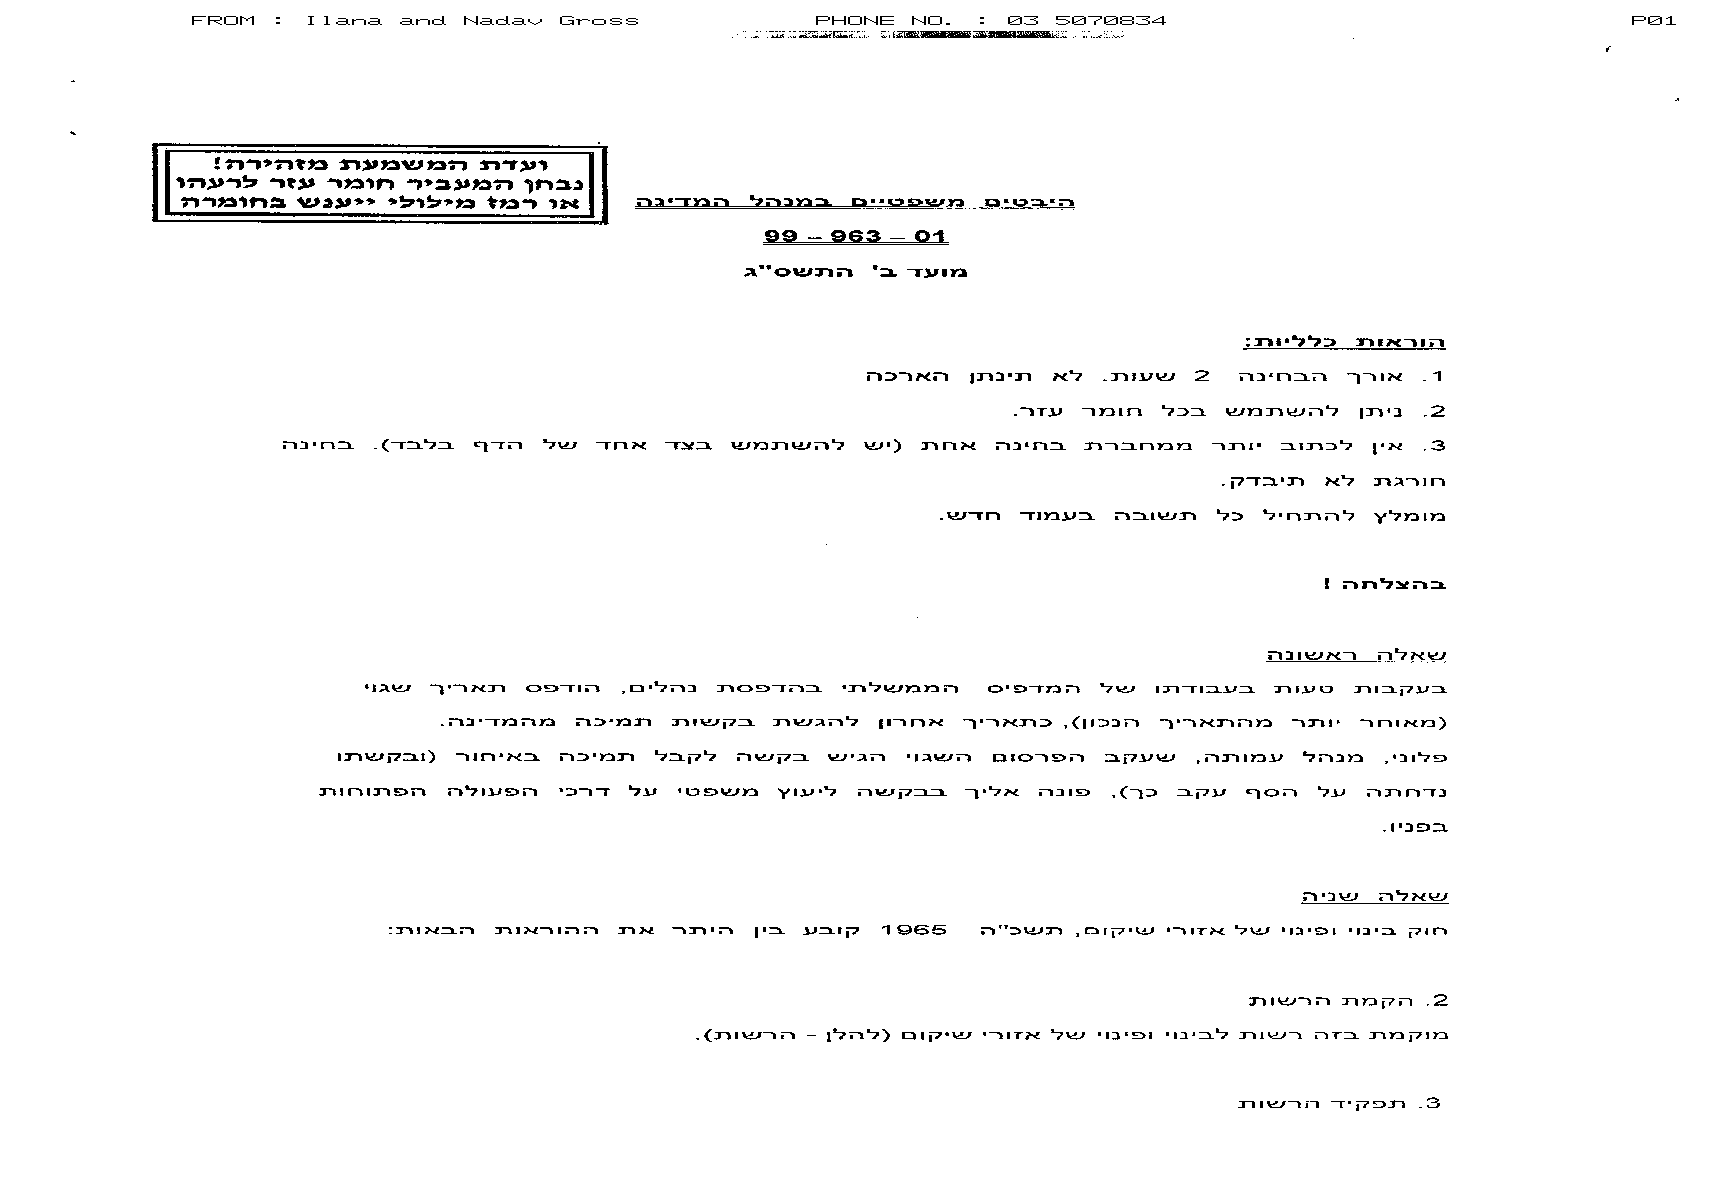 FROM : Ilana and Nadav Gross PHONE NO. : 03 5070834 P01
ועדת המשמעת מזהירה!
נבחן המעביר חומר עזר לרעהו
או רמז מילולי ייענש בחומרה
היבטים משפטיים במנהל המדינה
99 - 963 - 01
מועד ב' התשס"ג
הוראות כלליות:
1. אורך הבחינה 2 שעות. לא תינתן הארכה
2. ניתן להשתמש בכל חומר עזר.
3. אין לכתוב יותר ממחברת בחינה אחת (יש להשתמש בצד אחד של הדף בלבד). בחינה
חורגת לא תיבדק.
מומלץ להתחיל כל תשובה בעמוד חדש.
בהצלחה !
שאלה ראשונה
בעקבות טעות בעבודתו של המדפיס הממשלתי בהדפסת נהלים, הודפס תאריך שגוי
(מאוחר יותר מהתאריך הנכון), כתאריך אחרון להגשת בקשות תמיכה מהמדינה.
פלוני, מנהל עמותה, שעקב הפרסום השגוי הגיש בקשה לקבל תמיכה באיחור (ובקשתו
נדחתה על הסף עקב כך), פונה אליך בבקשה ליעוץ משפטי על דרכי הפעולה הפתוחות
בפניו.
שאלה שניה
חוק בינוי ופינוי של אזורי שיקום, תשכ"ה 1965 קובע בין היתר את ההוראות הבאות:
2. הקמת הרשות
מוקמת בזה רשות לבינוי ופינוי של אזורי שיקום (להלן - הרשות).
3. תפקיד הרשות